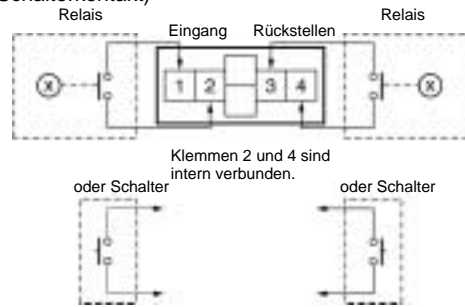 Schalterkontakt)
Relais
Relais
Eingang
Rückstellen
X
1 2 3 4
X
Klemmen 2 und 4 sind
intern verbunden.
oder Schalter
oder Schalter